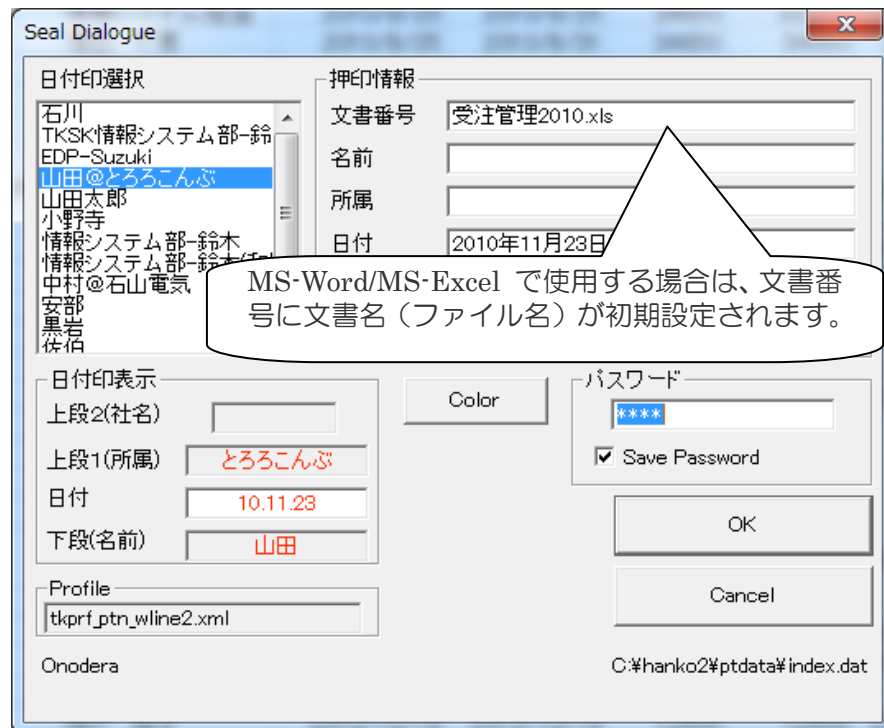 Seal Dialogue
日付印選択
石川
TKSK情報システム部-鈴
EDP-Suzuki
山田@とろろこんぶ
山田太郎
小野寺
情報システム部-鈴木
中村@石山電気
安部
黒岩
佐伯
押印情報
文書番号 受注管理2010.xls
名前
所属
日付 2010年11月23日
MS-Word/MS-Excel で使用する場合は、文書番
号に文書名（ファイル名）が初期設定されます。
日付印表示
上段2(社名)
上段1(所属) とろろこんぶ
日付 10.11.23
下段(名前) 山田
Color
パスワード
****
Save Password
OK
Cancel
Profile
tkprf_ptn_wline2.xml
Onodera
C:¥hanko2¥ptdata¥index.dat